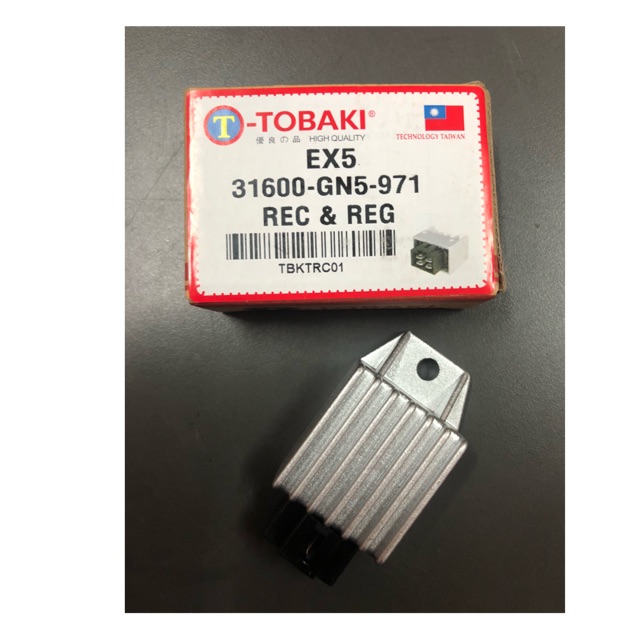 T-TOBAKI®
優良の品 HIGH QUALITY
TECHNOLOGY TAIWAN
EX5
31600-GN5-971
REC & REG
TBKTRC01